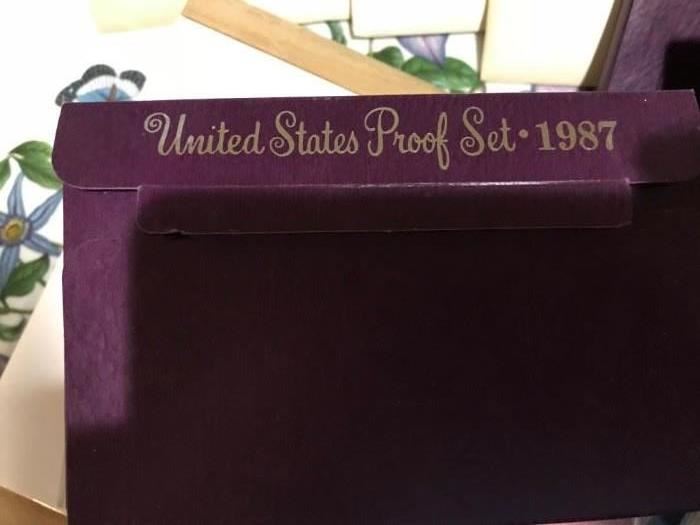 United States Proof Set • 1987